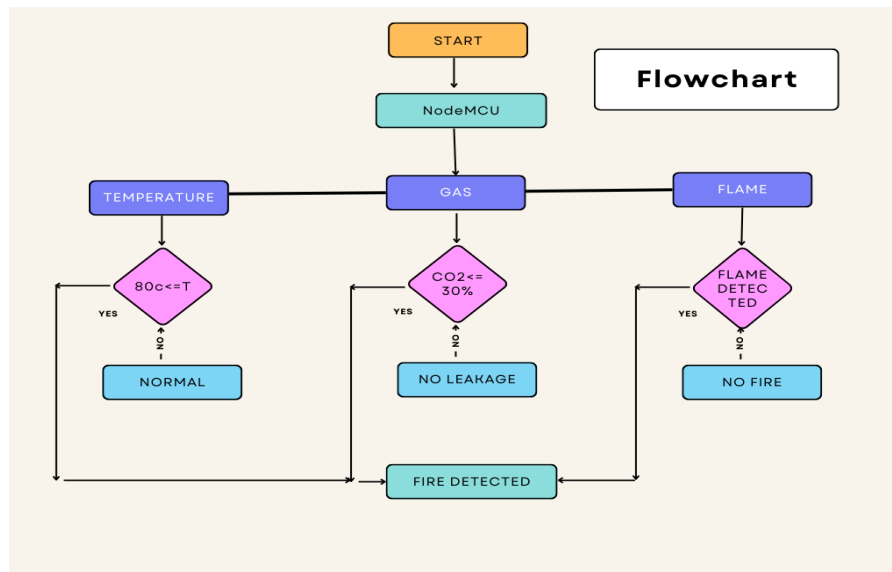 START
Flowchart
NodeMCU
TEMPERATURE
GAS
FLAME
80c<=T
CO2<=
30%
FLAME
DETEC
TED
YES
YES
YES
NO
NO
NO
NORMAL
NO LEAKAGE
NO FIRE
FIRE DETECTED